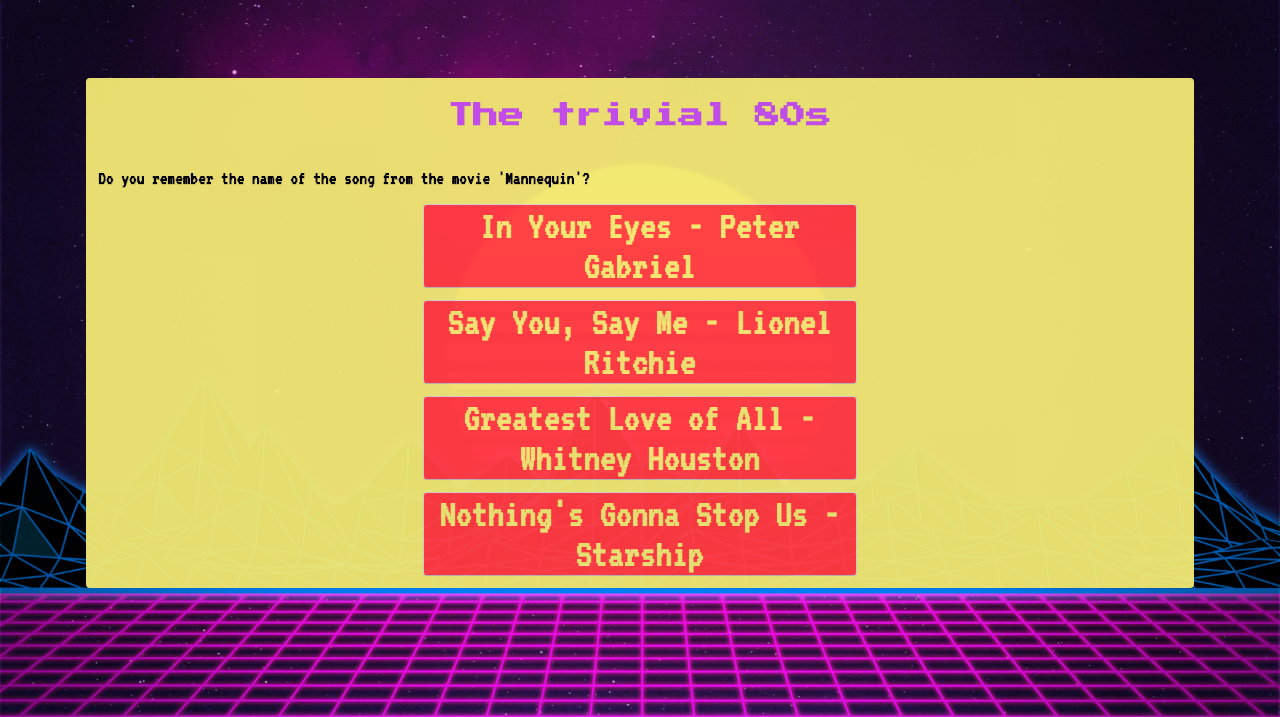 The trivial 80s
Do you remember the name of the song from the movie 'Mannequin'?
In Your Eyes - Peter
Gabriel
Say You, Say Me - Lionel
Ritchie
Greatest Love of All -
Whitney Houston
Nothing's Gonna Stop Us -
Starship